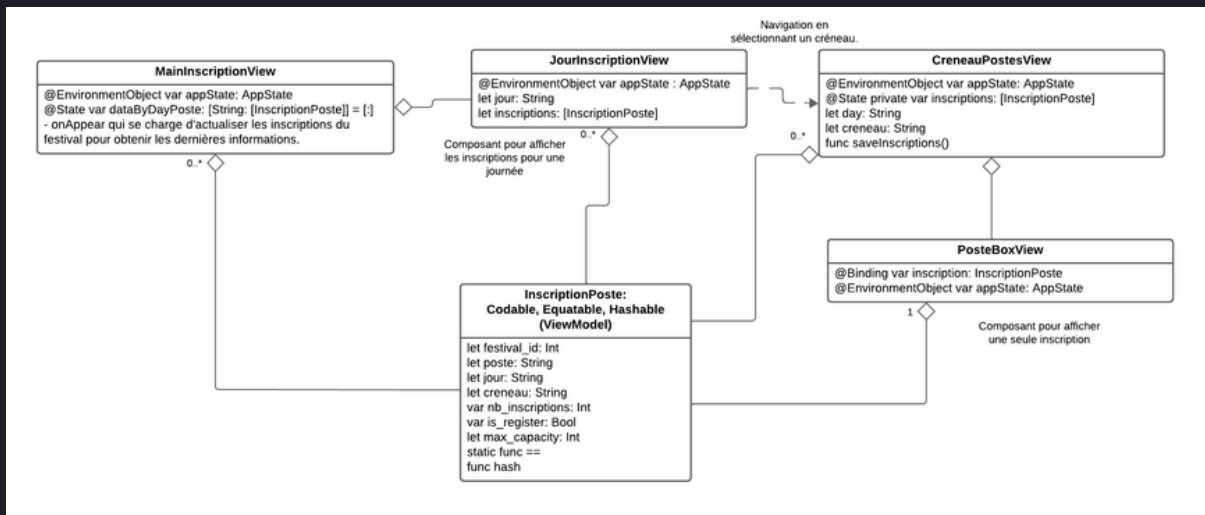 Navigation en
sélectionnant un créneau.
MainInscriptionView
@EnvironmentObject var appState: AppState
@State var dataByDayPoste: [String: [InscriptionPoste]] = [:]
- onAppear qui se charge d'actualiser les inscriptions du
festival pour obtenir les dernières informations.
0..*
JourInscriptionView
@EnvironmentObject var appState : AppState
let jour: String
let inscriptions: [InscriptionPoste]
0..*
Composant pour afficher
les inscriptions pour une
journée
CreneauPostesView
@EnvironmentObject var appState: AppState
@State private var inscriptions: [InscriptionPoste]
let day: String
let creneau: String
func saveInscriptions()
0..*
PosteBoxView
@Binding var inscription: InscriptionPoste
@EnvironmentObject var appState: AppState
1
Composant pour afficher
une seule inscription
InscriptionPoste:
Codable, Equatable, Hashable
(ViewModel)
let festival_id: Int
let poste: String
let jour: String
let creneau: String
var nb_inscriptions: Int
var is_register: Bool
let max_capacity: Int
static func ==
func hash